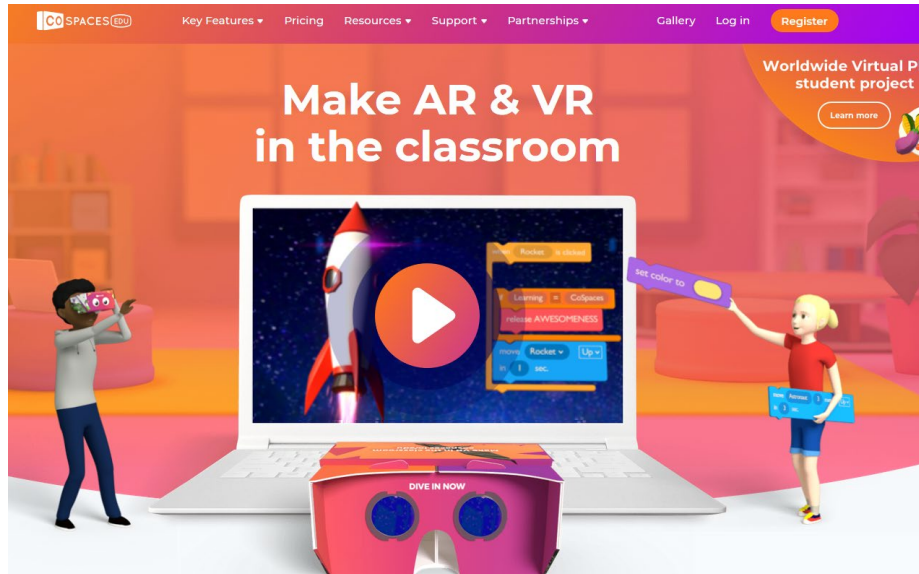 COSPACES EDU
Key Features Pricing Resources Support Partnerships Gallery Log in Register
Worldwide Virtual P
student project
Learn more
Make AR & VR
in the classroom
Rocket is clicked
if Learning = CoSpaces
release AWESOMENESS
move Rocket Up
in 1 sec.
set color to
DIVE IN NOW